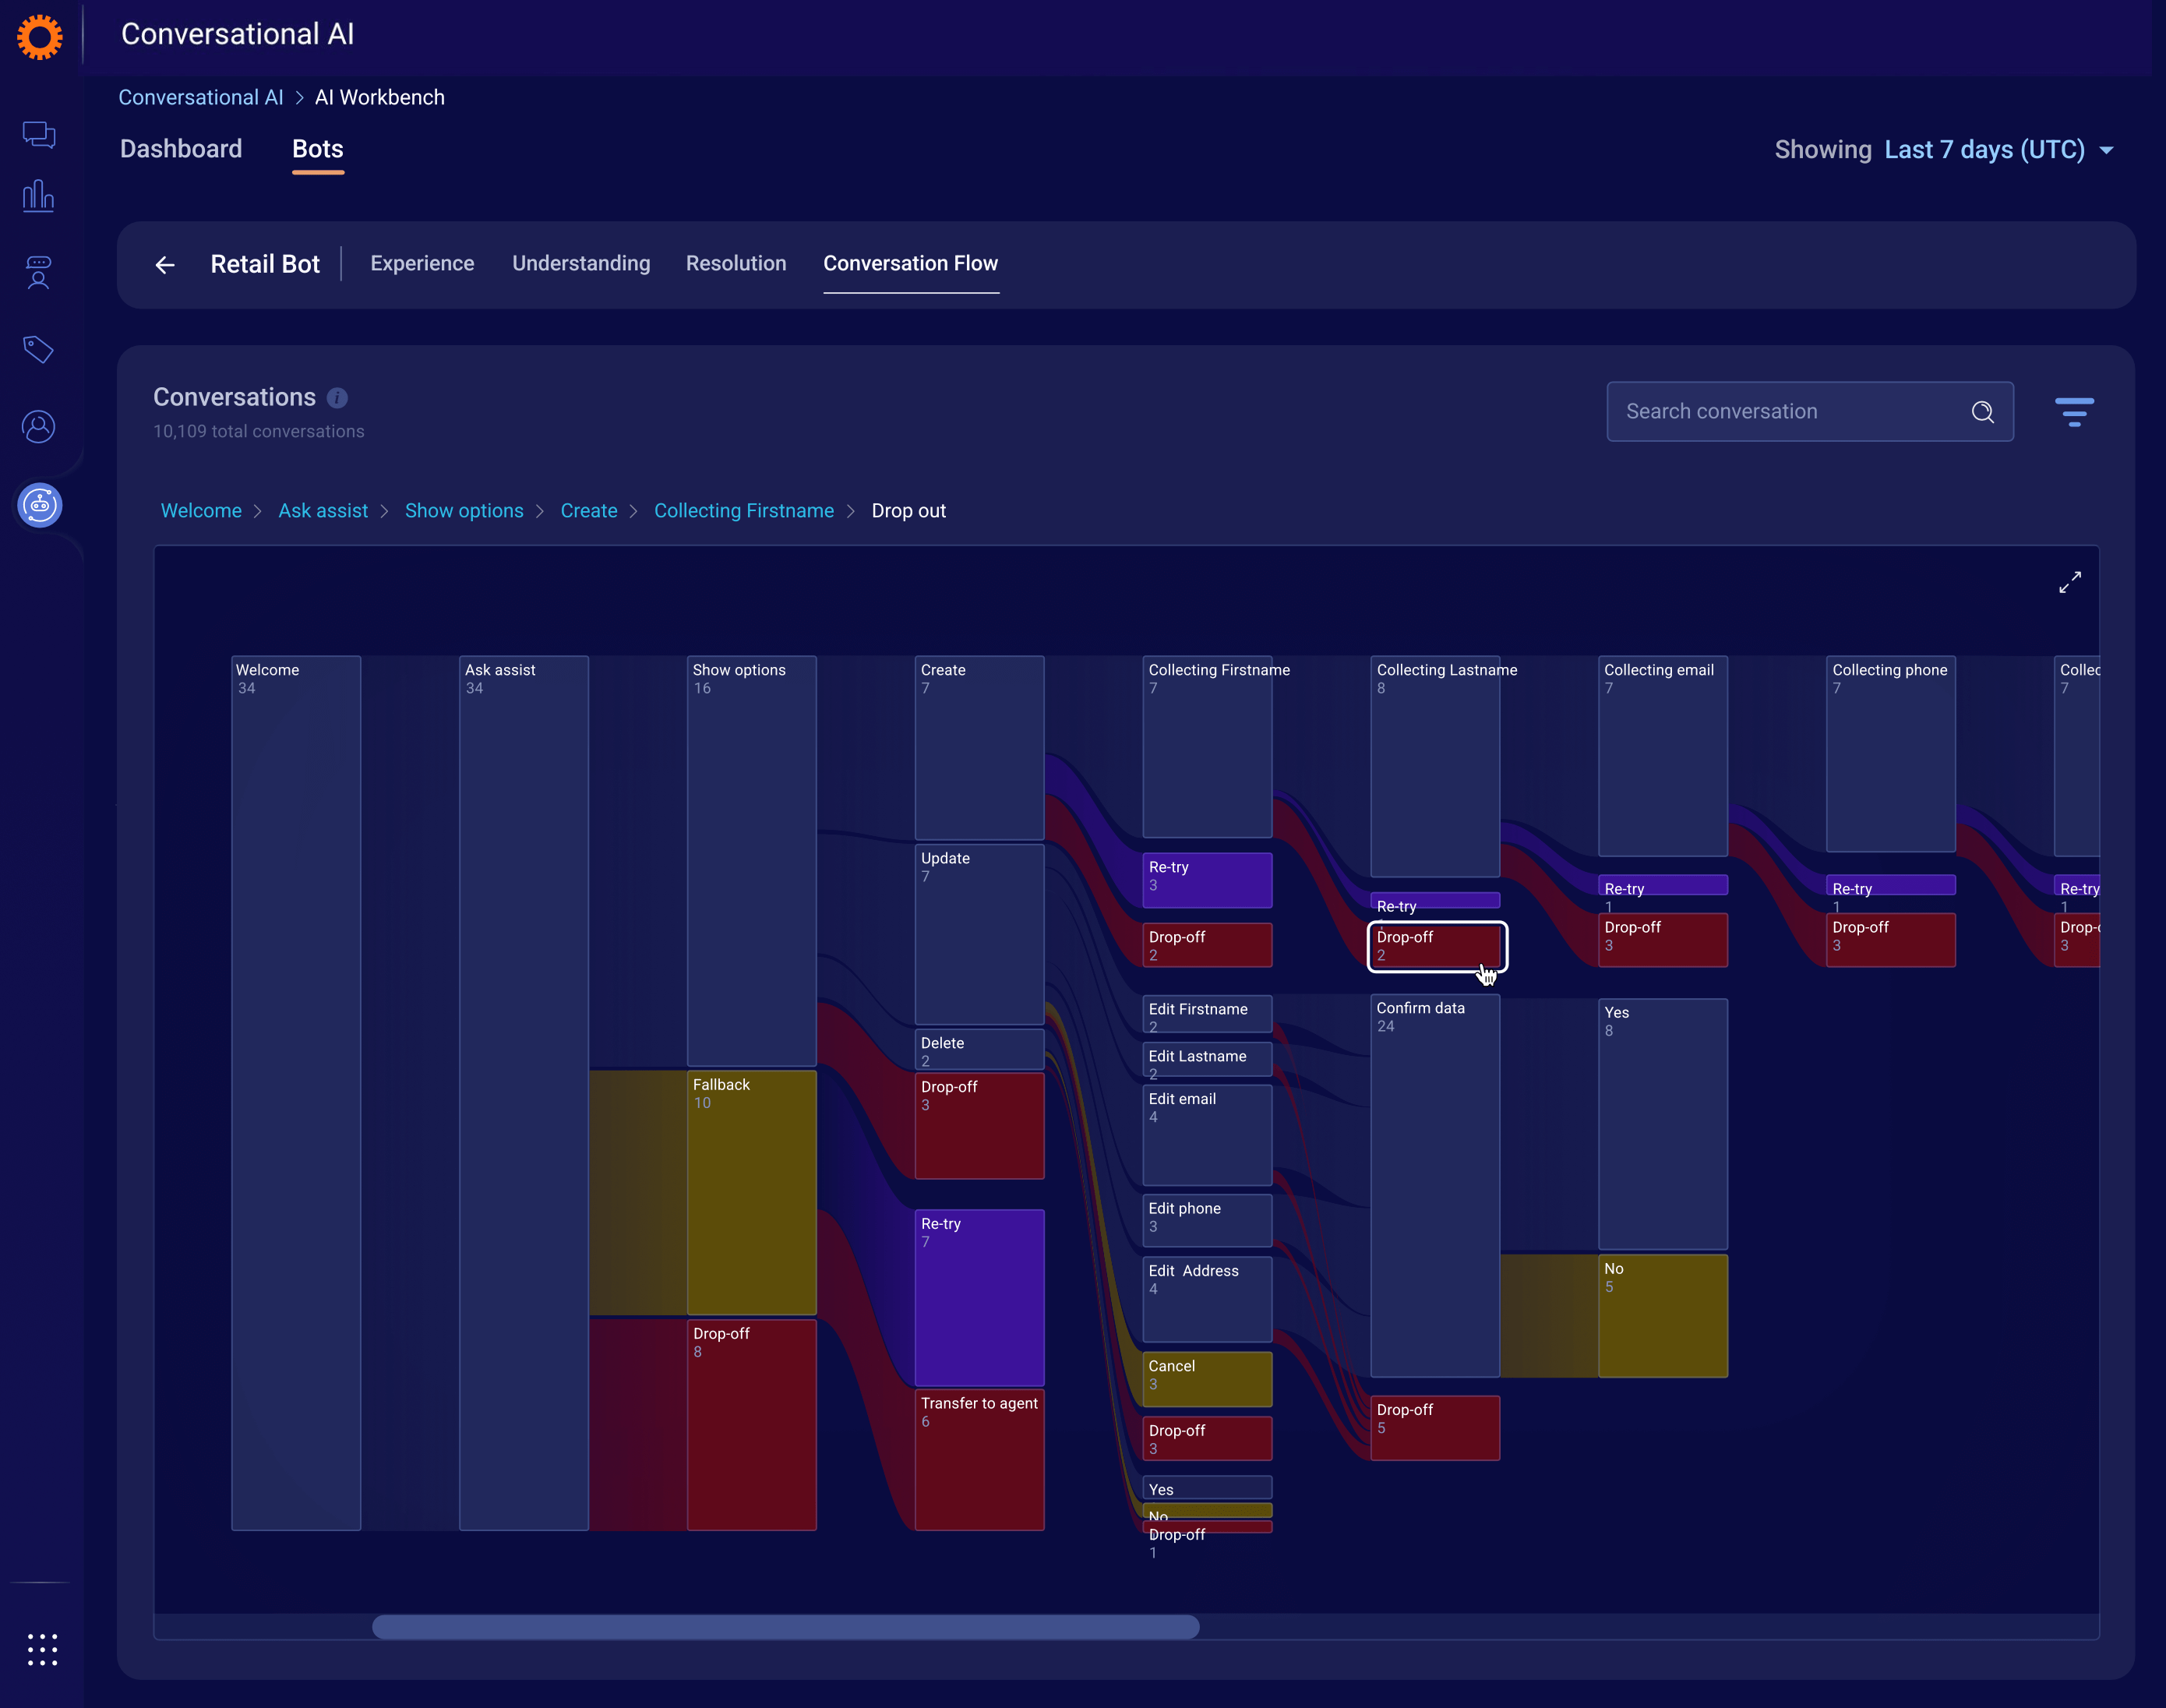 Conversational AI
Conversational AI > AI Workbench
Dashboard
Bots
Showing Last 7 days (UTC)
Retail Bot
Experience
Understanding
Resolution
Conversation Flow
Conversations i
10,109 total conversations
Search conversation
Welcome > Ask assist > Show options > Create > Collecting Firstname > Drop out
Welcome
34
Ask assist
34
Show options
16
Fallback
10
Drop-off
8
Create
7
Update
7
Delete
2
Drop-off
3
Re-try
7
Transfer to agent
6
Collecting Firstname
7
Re-try
3
Drop-off
2
Edit Firstname
2
Edit Lastname
2
Edit email
4
Edit phone
3
Edit Address
4
Cancel
3
Drop-off
3
Yes
No
Drop-off
1
Collecting Lastname
8
Re-try
Drop-off
2
Confirm data
24
Drop-off
5
Collecting email
7
Re-try
1
Drop-off
3
Yes
8
No
5
Collecting phone
7
Re-try
1
Drop-off
3
Collec
7
Re-try
1
Drop-
3